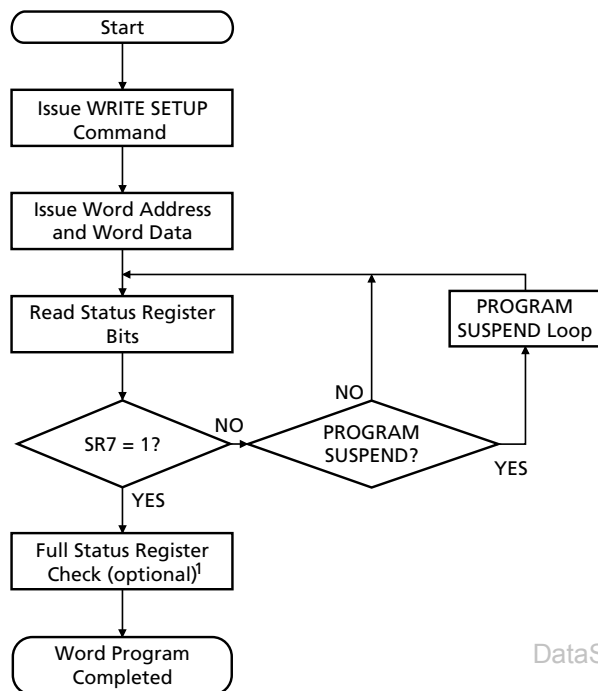 Start
Issue WRITE SETUP
Command
Issue Word Address
and Word Data
Read Status Register
Bits
PROGRAM
SUSPEND Loop
NO
SR7 = 1?
NO
PROGRAM
SUSPEND?
YES
YES
Full Status Register
Check (optional)¹
Word Program
Completed
DataS